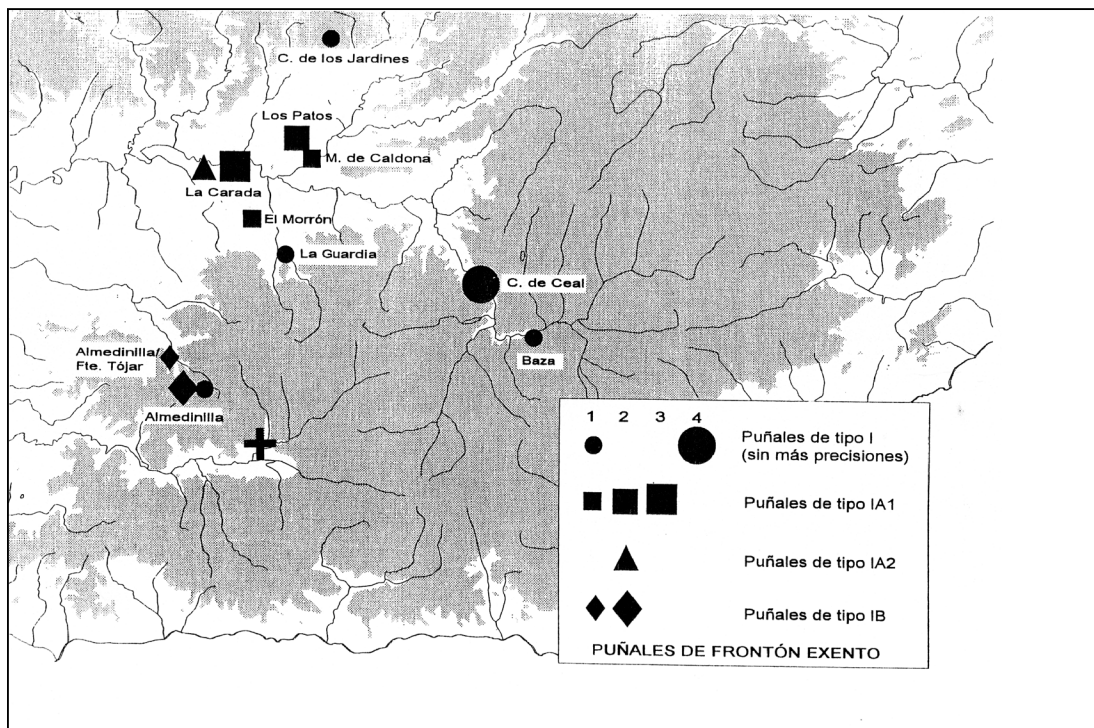 C. de los Jardines
Los Patos
M. de Caldona
La Carada
El Morrón
La Guardia
C. de Ceal
Baza
Almedinilla/
Fte. Tójar
Almedinilla
1 2 3 4
Puñales de tipo I
(sin más precisiones)
Puñales de tipo IA1
Puñales de tipo IA2
Puñales de tipo IB
PUÑALES DE FRONTÓN EXENTO